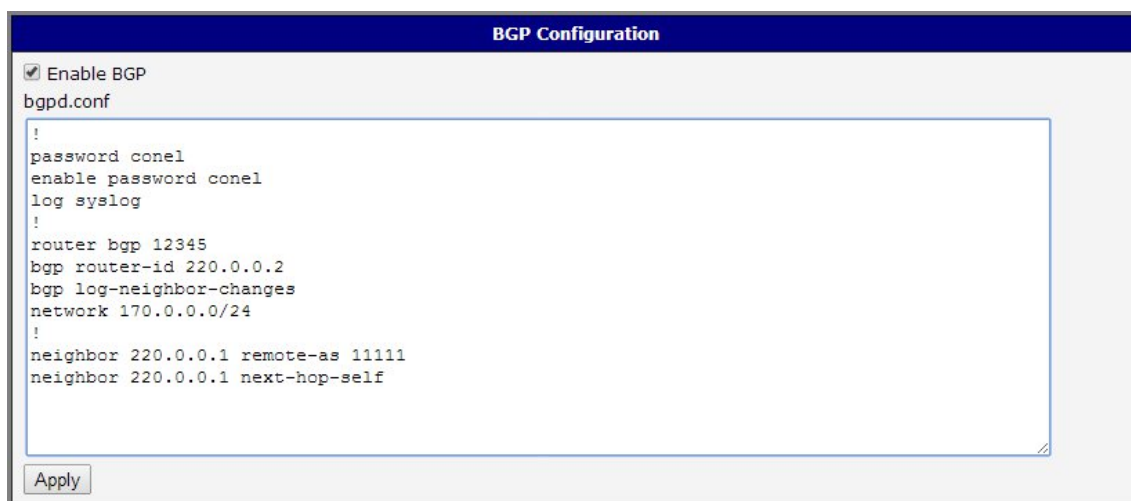 BGP Configuration
Enable BGP
bgpd.conf
!
password conel
enable password conel
log syslog
!
router bgp 12345
bgp router-id 220.0.0.2
bgp log-neighbor-changes
network 170.0.0.0/24
!
neighbor 220.0.0.1 remote-as 11111
neighbor 220.0.0.1 next-hop-self
Apply